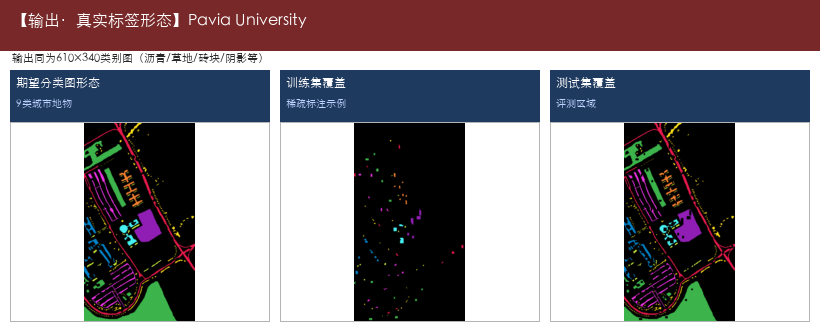 【输出·真实标签形态】Pavia University
输出同为610×340类别图（沥青/草地/砖块/阴影等）
期望分类图形态
9类城市地物
训练集覆盖
稀疏标注示例
测试集覆盖
评测区域